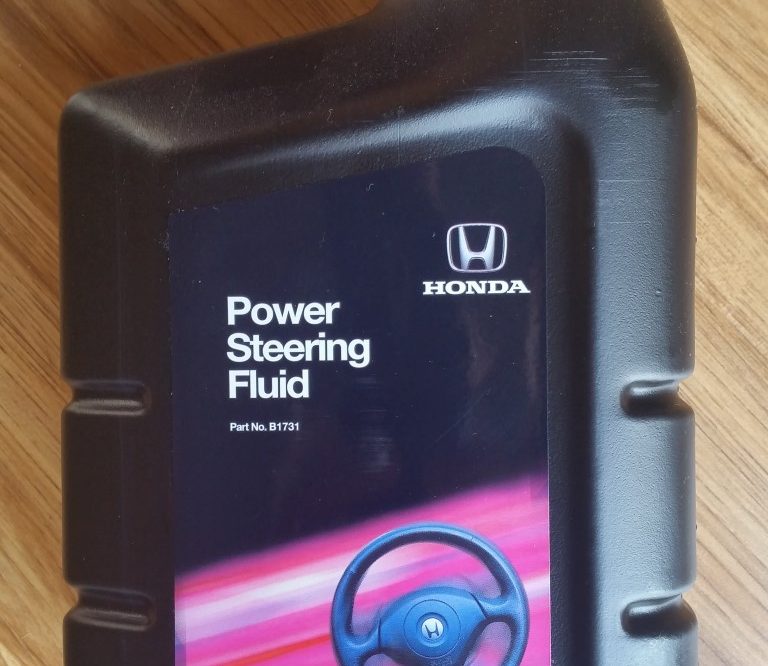 HONDA
Power
Steering
Fluid
Part No. B1731